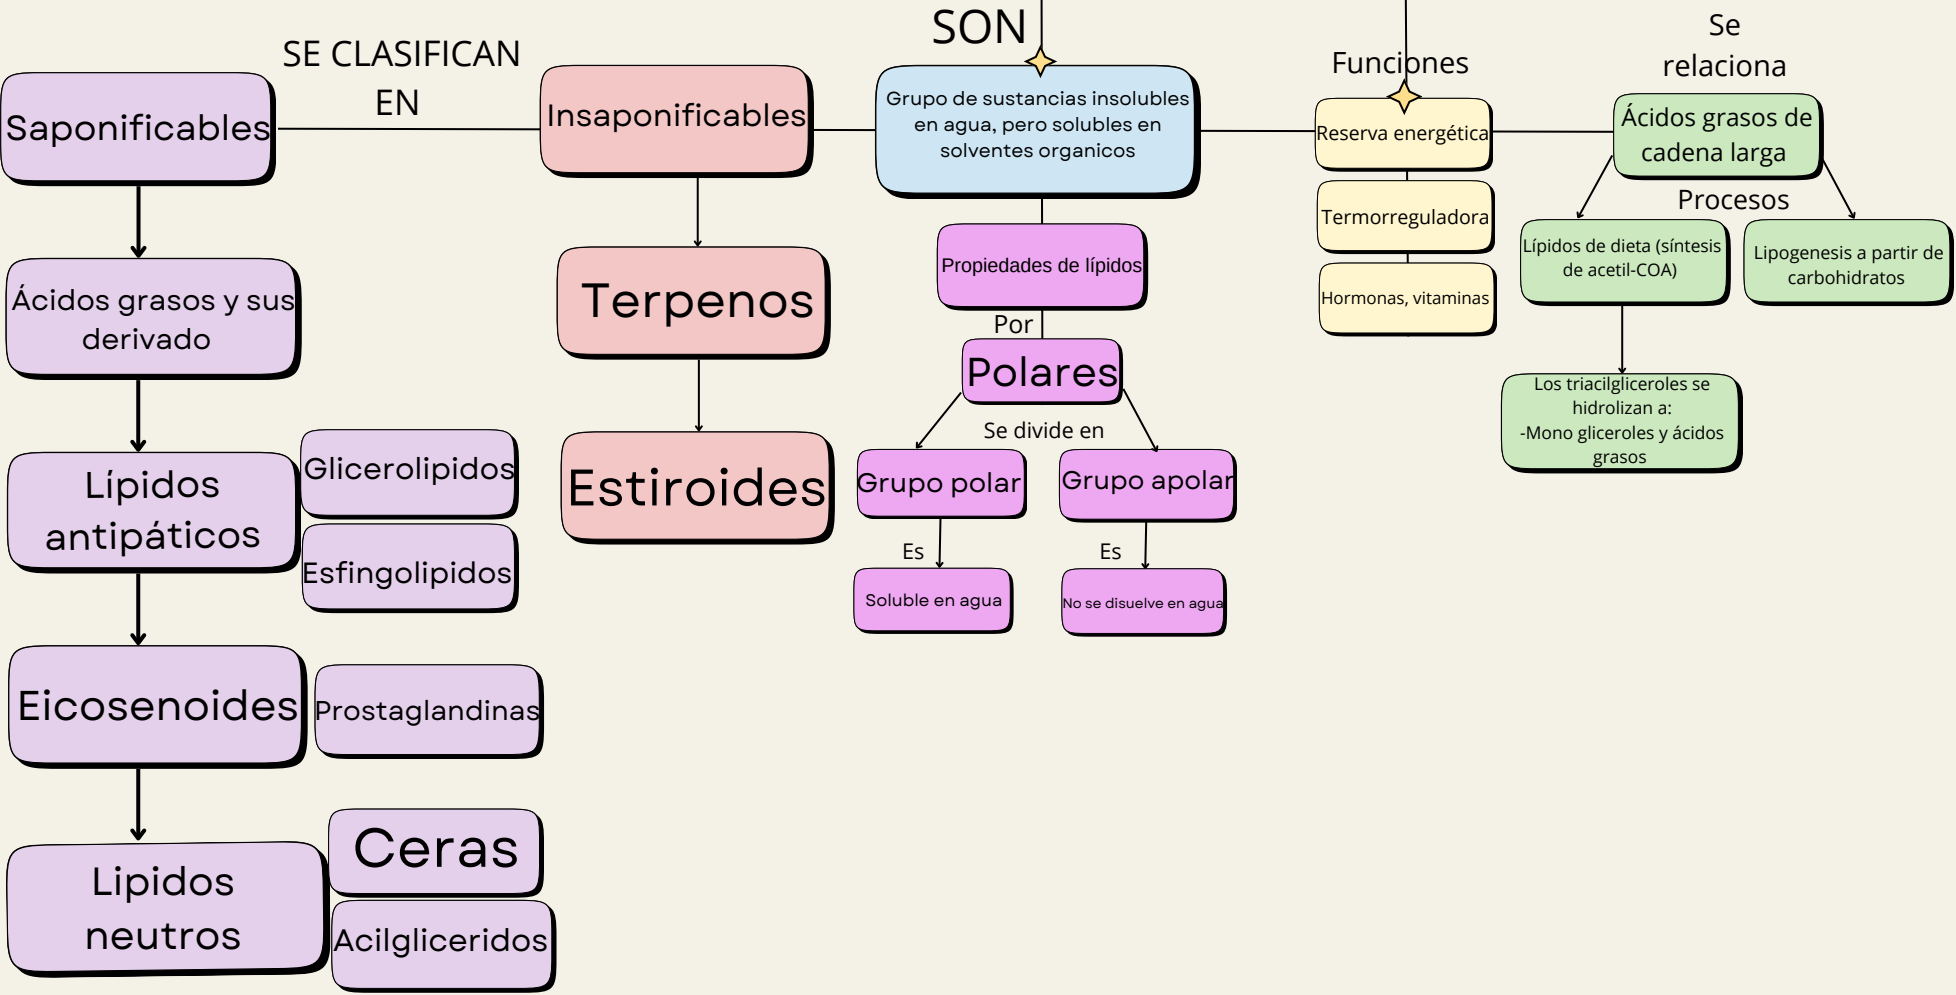 SE CLASIFICAN
EN
Saponificables
Ácidos grasos y sus
derivado
Lípidos
antipáticos
Glicerolipidos
Esfingolipidos
Eicosenoides
Prostaglandinas
Lipidos
neutros
Ceras
Acilgliceridos
Insaponificables
Terpenos
Estiroides
SON
Grupo de sustancias insolubles
en agua, pero solubles en
solventes organicos
Propiedades de lípidos
Por
Polares
Se divide en
Grupo polar
Es
Soluble en agua
Grupo apolar
Es
No se disuelve en agua
Funciones
Reserva energética
Termorreguladora
Hormonas, vitaminas
Se
relaciona
Ácidos grasos de
cadena larga
Procesos
Lípidos de dieta (síntesis
de acetil-COA)
Los triacilgliceroles se
hidrolizan a:
-Mono gliceroles y ácidos
grasos
Lipogenesis a partir de
carbohidratos